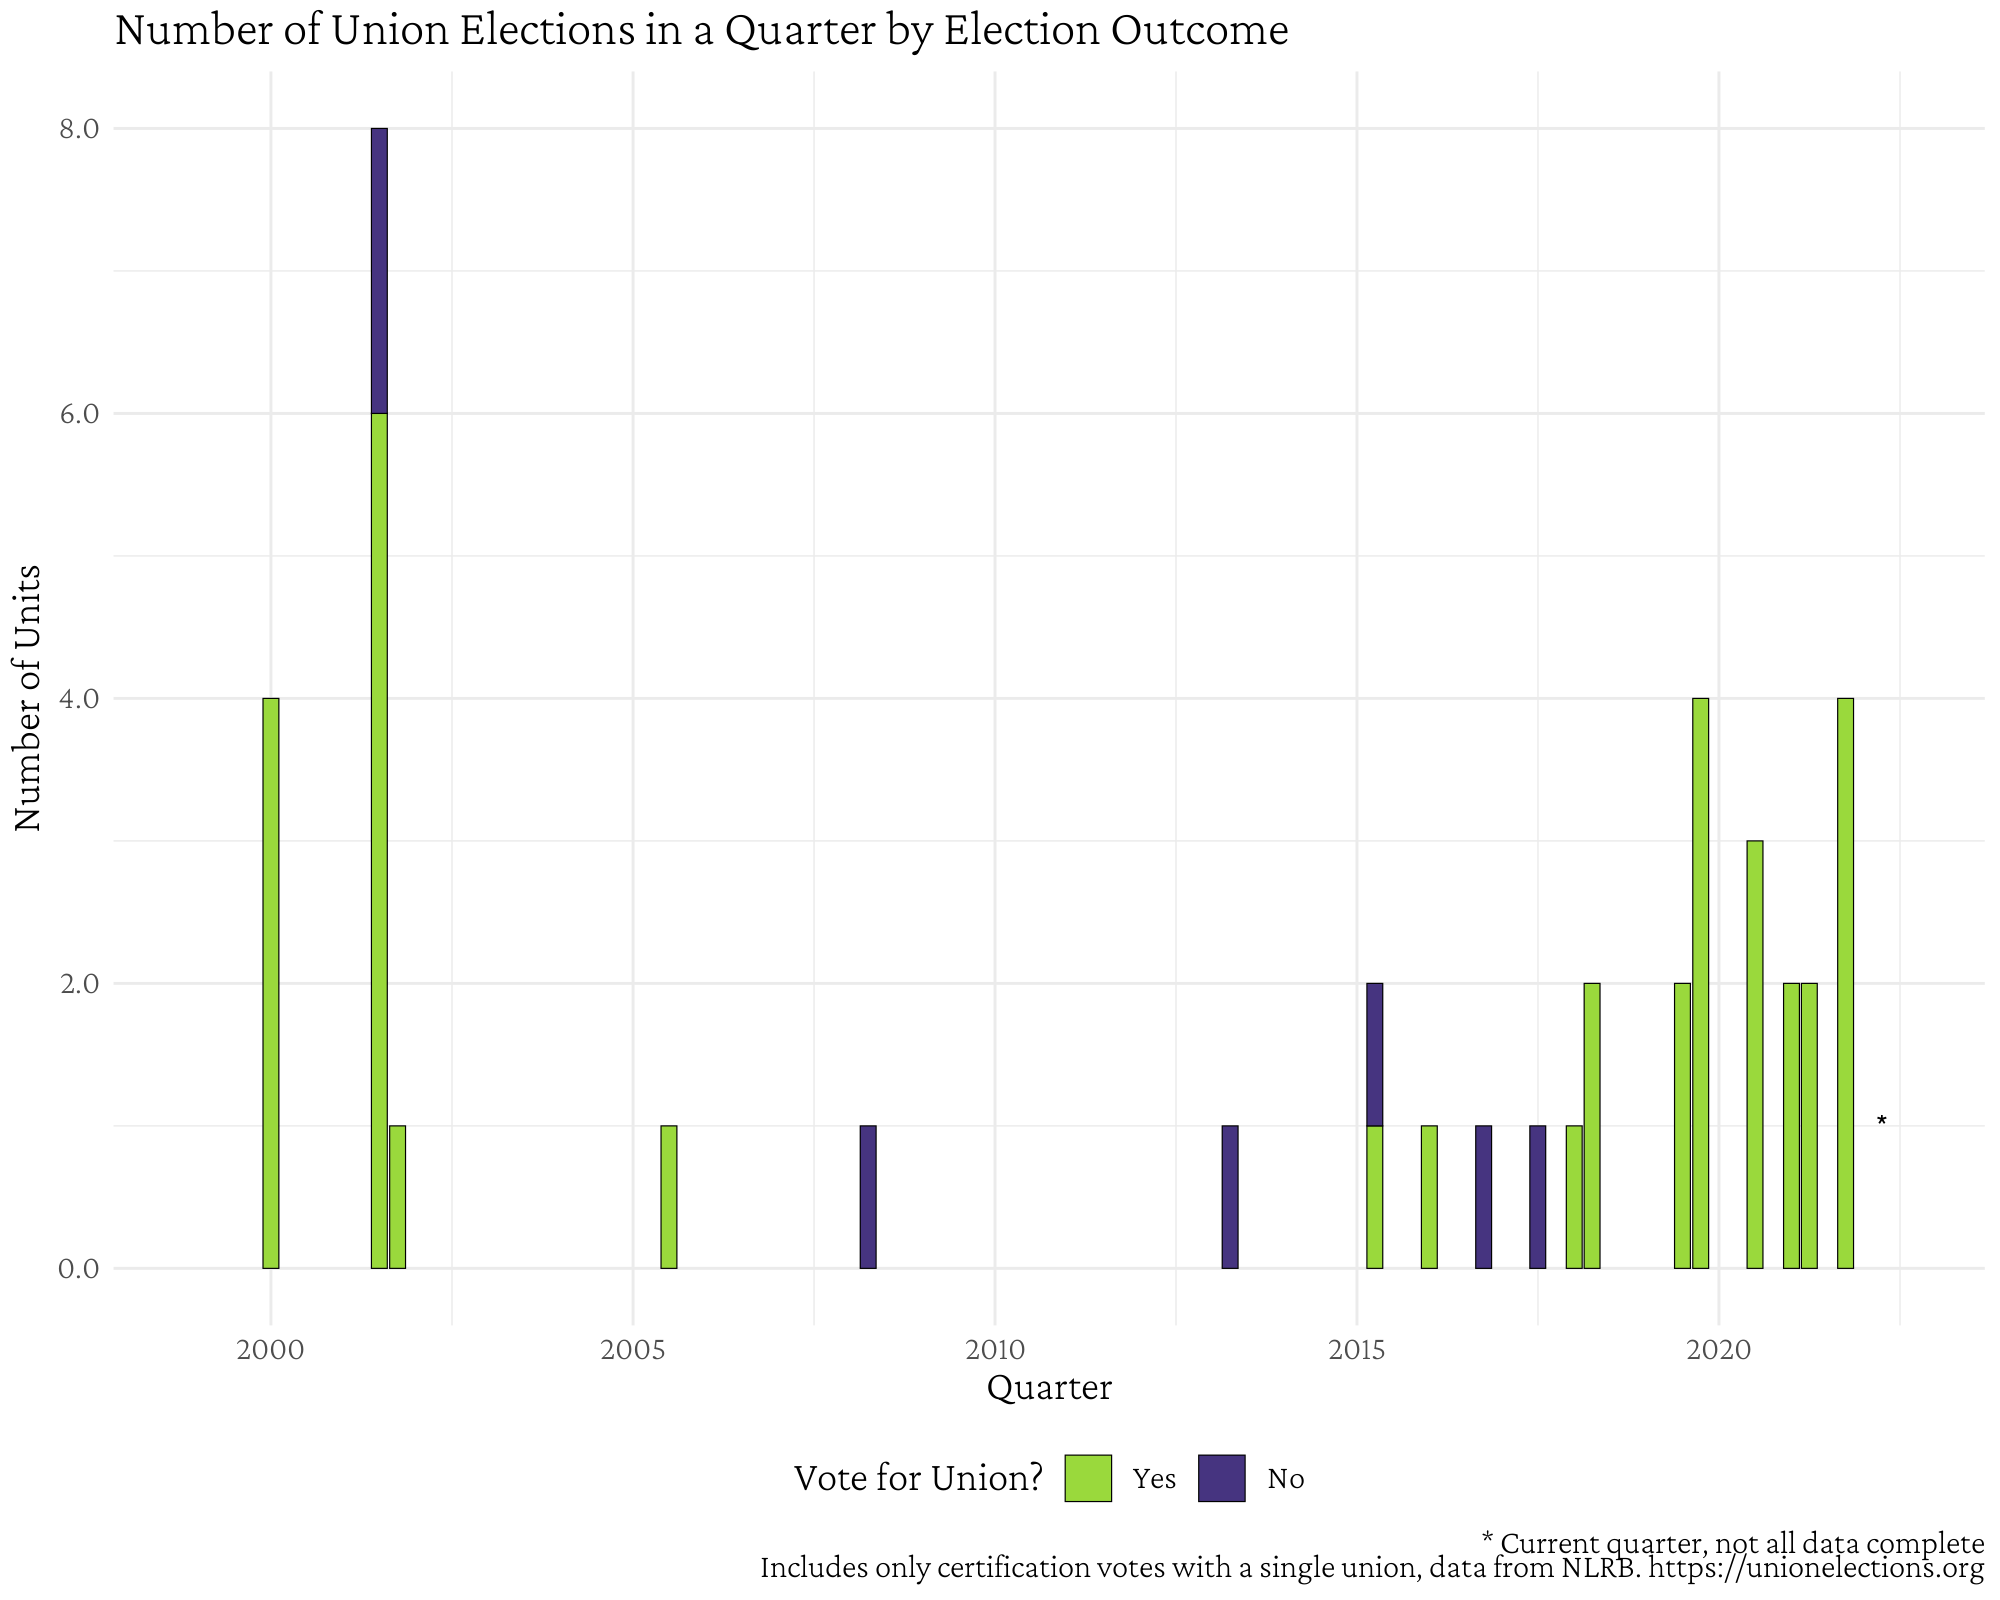 Number of Union Elections in a Quarter by Election Outcome
Number of Units
8.0
6.0
4.0
2.0
0.0
*
2000 2005 2010 2015 2020
Quarter
Vote for Union? Yes No
* Current quarter, not all data complete
Includes only certification votes with a single union, data from NLRB. https://unionelections.org